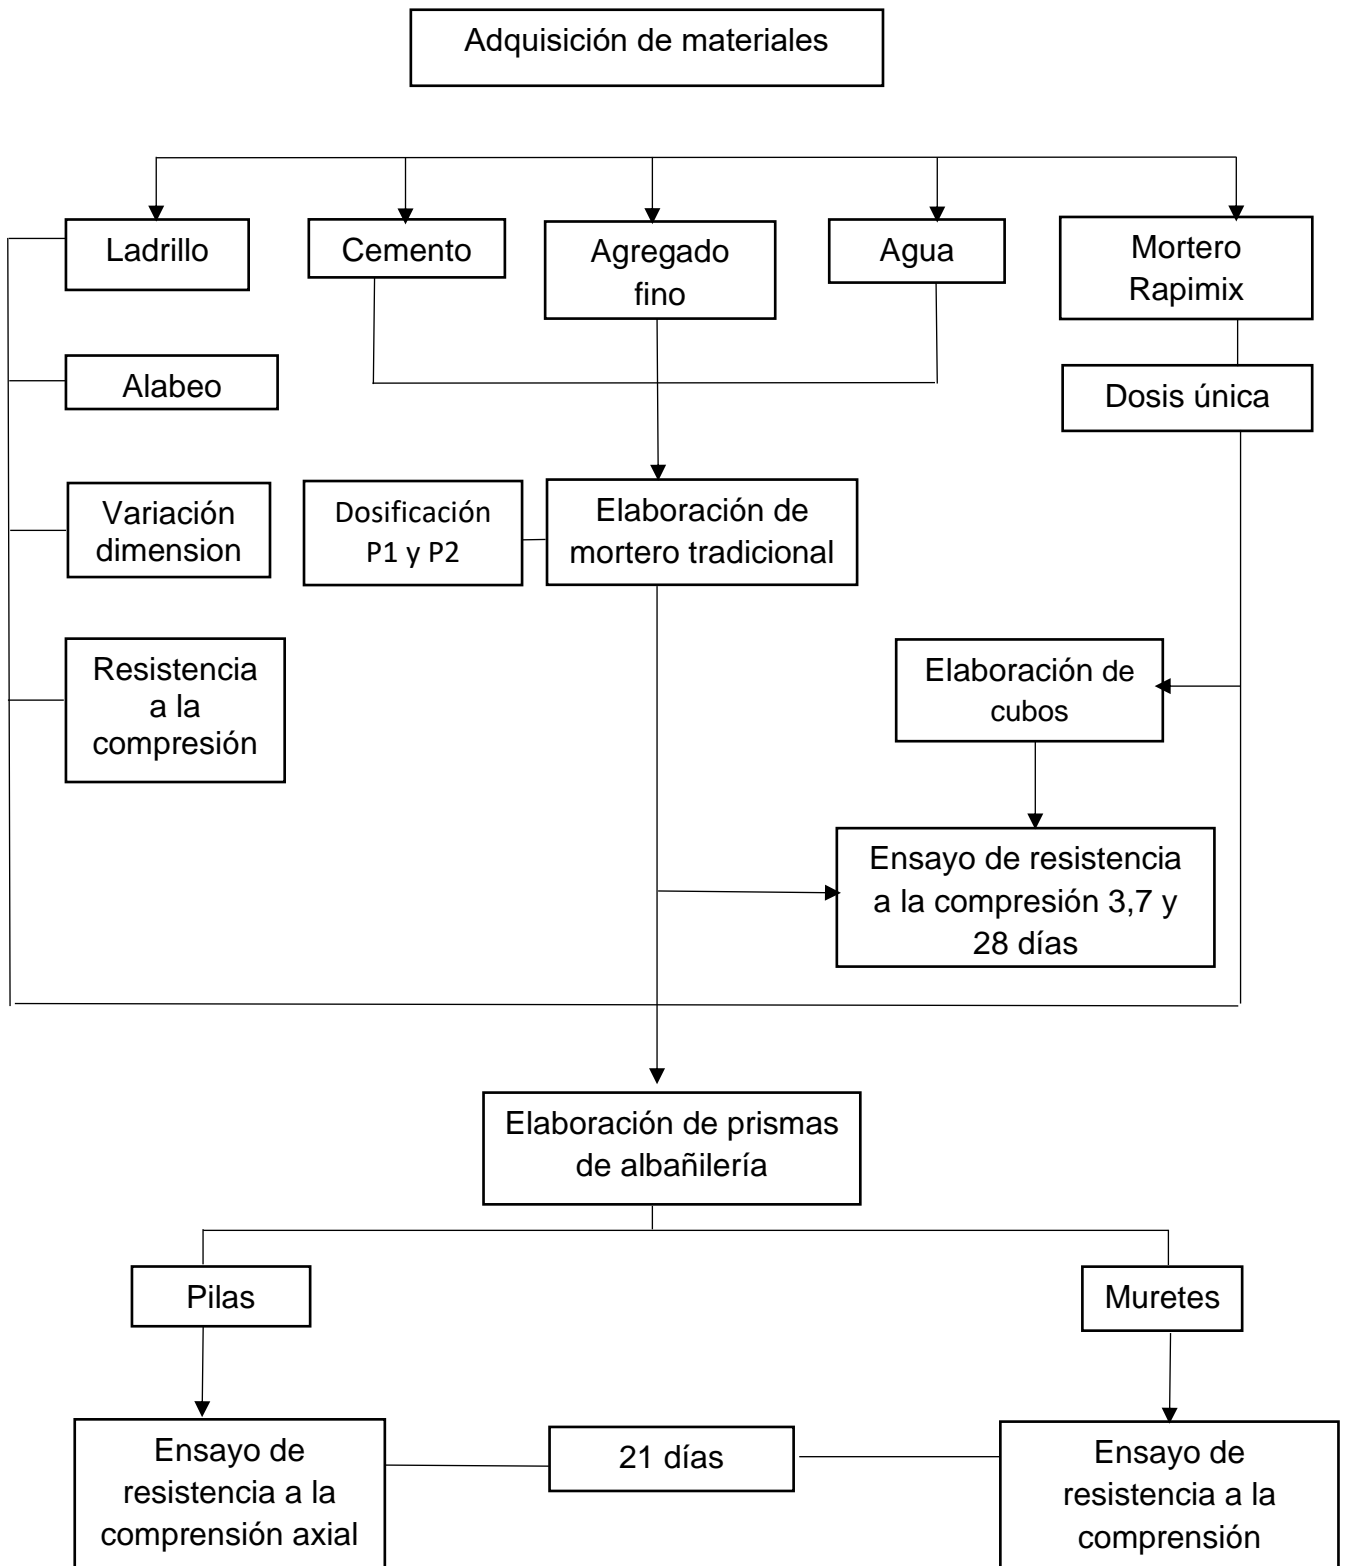 Adquisición de materiales
Ladrillo
Cemento
Agregado
fino
Agua
Mortero
Rapimix
Alabeo
Dosis única
Variación
dimension
Dosificación
P1 y P2
Elaboración de
mortero tradicional
Resistencia
a la
compresión
Elaboración de
cubos
Ensayo de resistencia
a la compresión 3,7 y
28 días
Elaboración de prismas
de albañilería
Pilas
Muretes
Ensayo de
resistencia a la
comprensión axial
21 días
Ensayo de
resistencia a la
comprensión